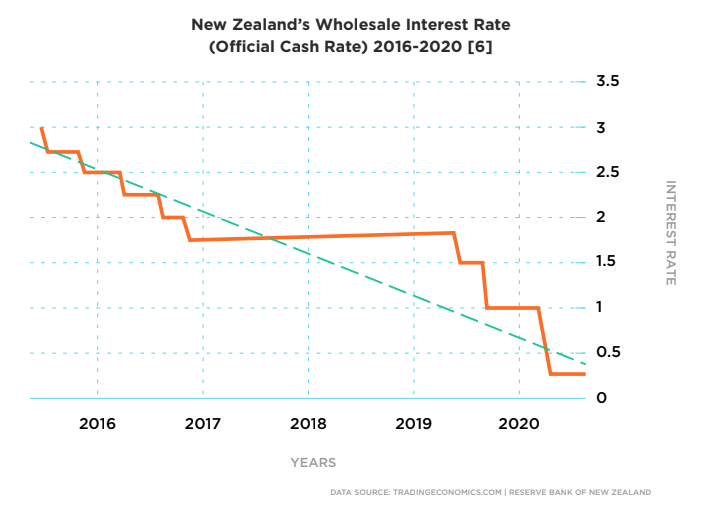 New Zealand’s Wholesale Interest Rate
(Official Cash Rate) 2016-2020 [6]
3.5
3
2.5
2
1.5
1
0.5
0
INTEREST RATE
2016 2017 2018 2019 2020
YEARS
DATA SOURCE: TRADINGECONOMICS.COM | RESERVE BANK OF NEW ZEALAND